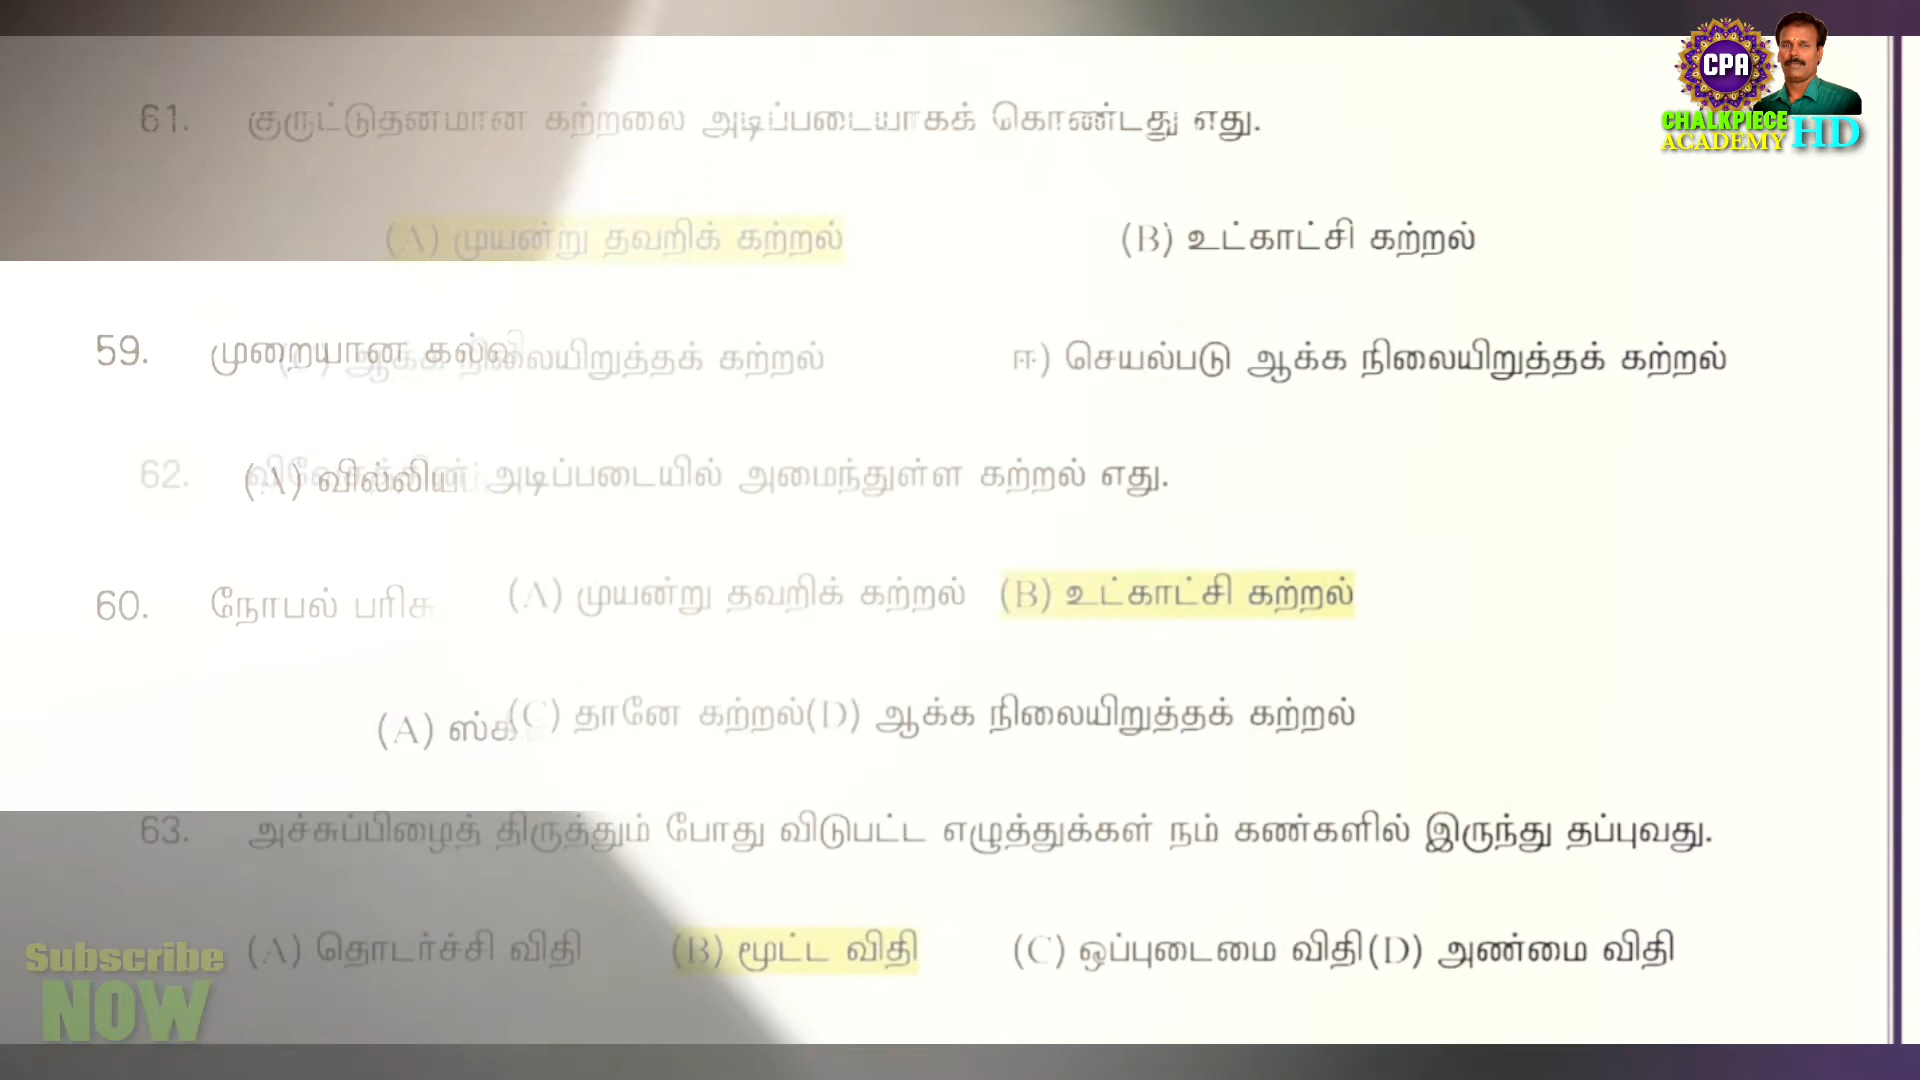 CPA
CHALKPIECE
ACADEMY HD
61. குருட்டுதனமான கற்றலை அடிப்படையாகக் கொண்டது எது.
(A) முயன்று தவறிக் கற்றல் (B) உட்காட்சி கற்றல்
59. முறையான
ஆக்க நிலையிறுத்தக் கற்றல் ஈ) செயல்படு ஆக்க நிலையிறுத்தக் கற்றல்
62. அடிப்படையில் அமைந்துள்ள கற்றல் எது.
(A)
60. நோபல் பரிசு
(A) முயன்று தவறிக் கற்றல் (B) உட்காட்சி கற்றல்
(A)
(C) தானே கற்றல் (D) ஆக்க நிலையிறுத்தக் கற்றல்
63. அச்சுப்பிழைத் திருத்தும் போது விடுபட்ட எழுத்துக்கள் நம் கண்களில் இருந்து தப்புவது.
(A) தொடர்ச்சி விதி (B) மூட்ட விதி (C) ஒப்புடைமை விதி (D) அண்மை விதி
Subscribe
NOW